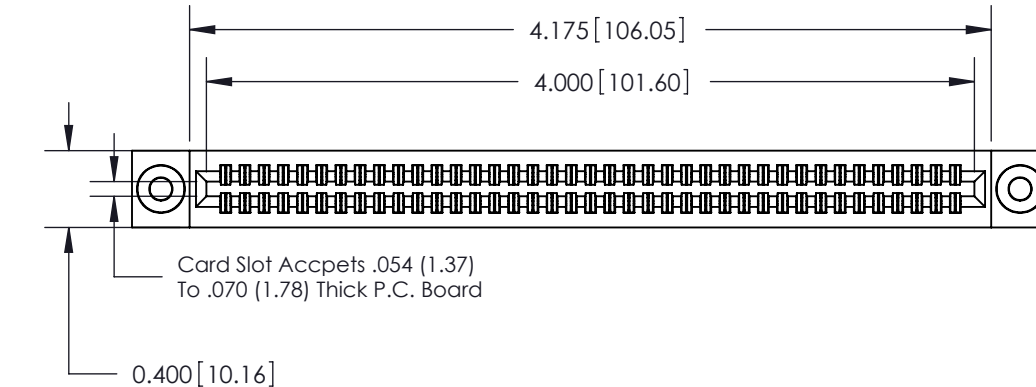 4.175[106.05]
4.000[101.60]
Card Slot Accpets .054 (1.37)
To .070 (1.78) Thick P.C. Board
0.400[10.16]